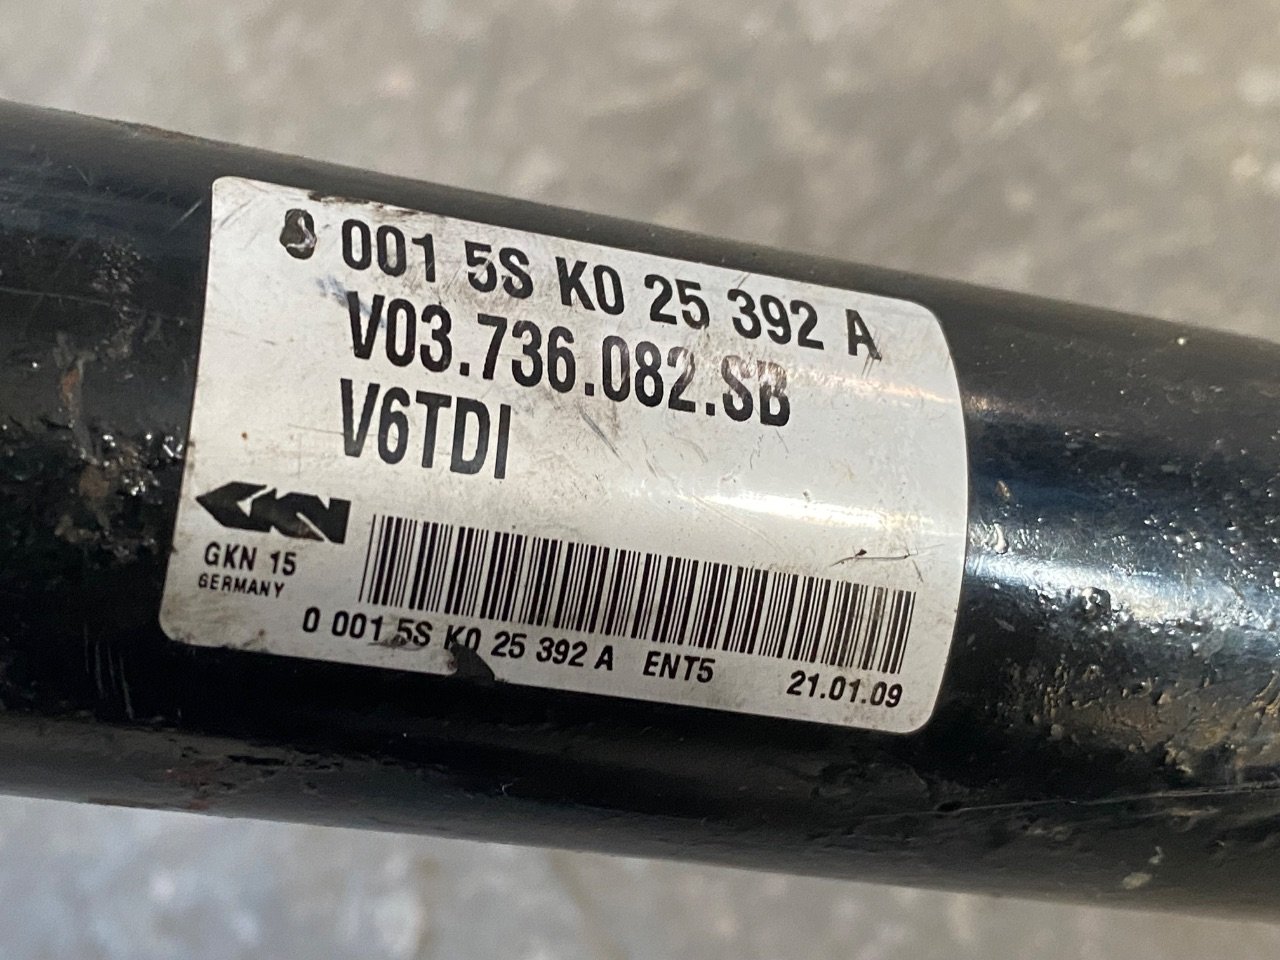 0 001 5S K0 25 392 A
V03.736.082.SB
V6TDI
GKN
GKN 15
GERMANY
0 001 5S K0 25 392 A ENT5 21.01.09